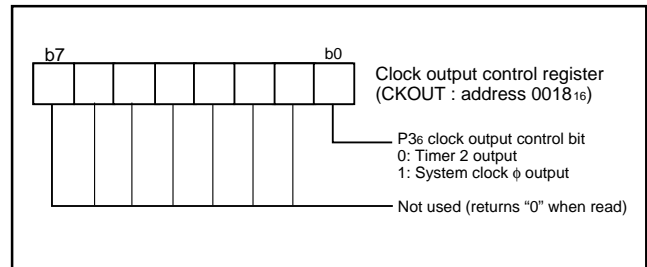 b7
b0
Clock output control register
(CKOUT : address 0018₁₆)
P3₆ clock output control bit
0: Timer 2 output
1: System clock ϕ output
Not used (returns “0” when read)